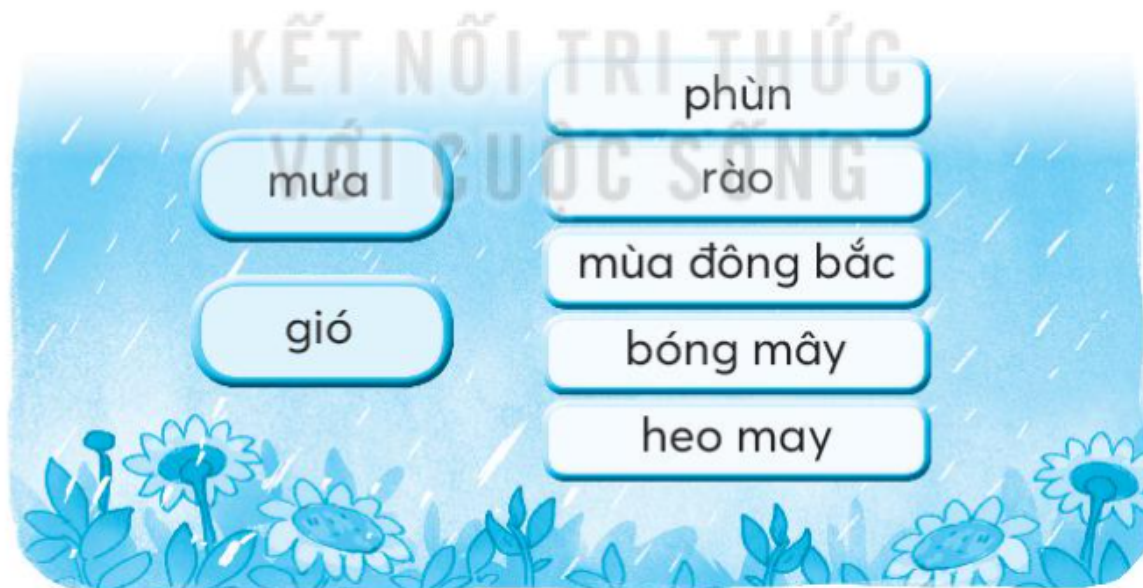 KẾT NỐI TRI THỨC
VỚI CUỘC SỐNG
mưa
gió
phùn
rào
mùa đông bắc
bóng mây
heo may